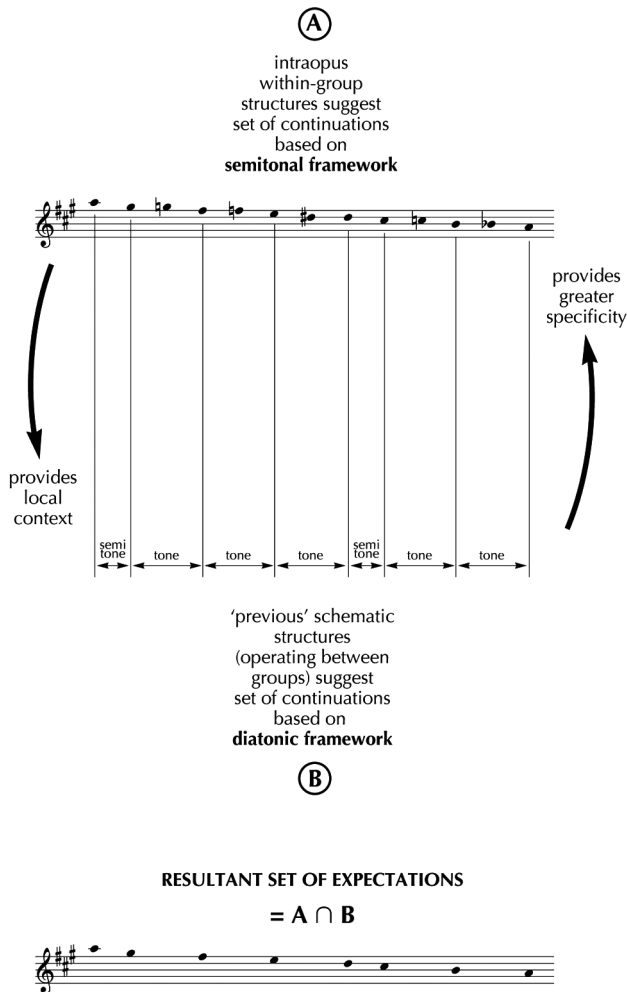 A
intraopus
within-group
structures suggest
set of continuations
based on
semitonal framework
provides
greater
specificity
provides
local
context
semi
tone
tone
tone
tone
semi
tone
tone
tone
‘previous’ schematic
structures
(operating between
groups) suggest
set of continuations
based on
diatonic framework
B
RESULTANT SET OF EXPECTATIONS
= A ∩ B